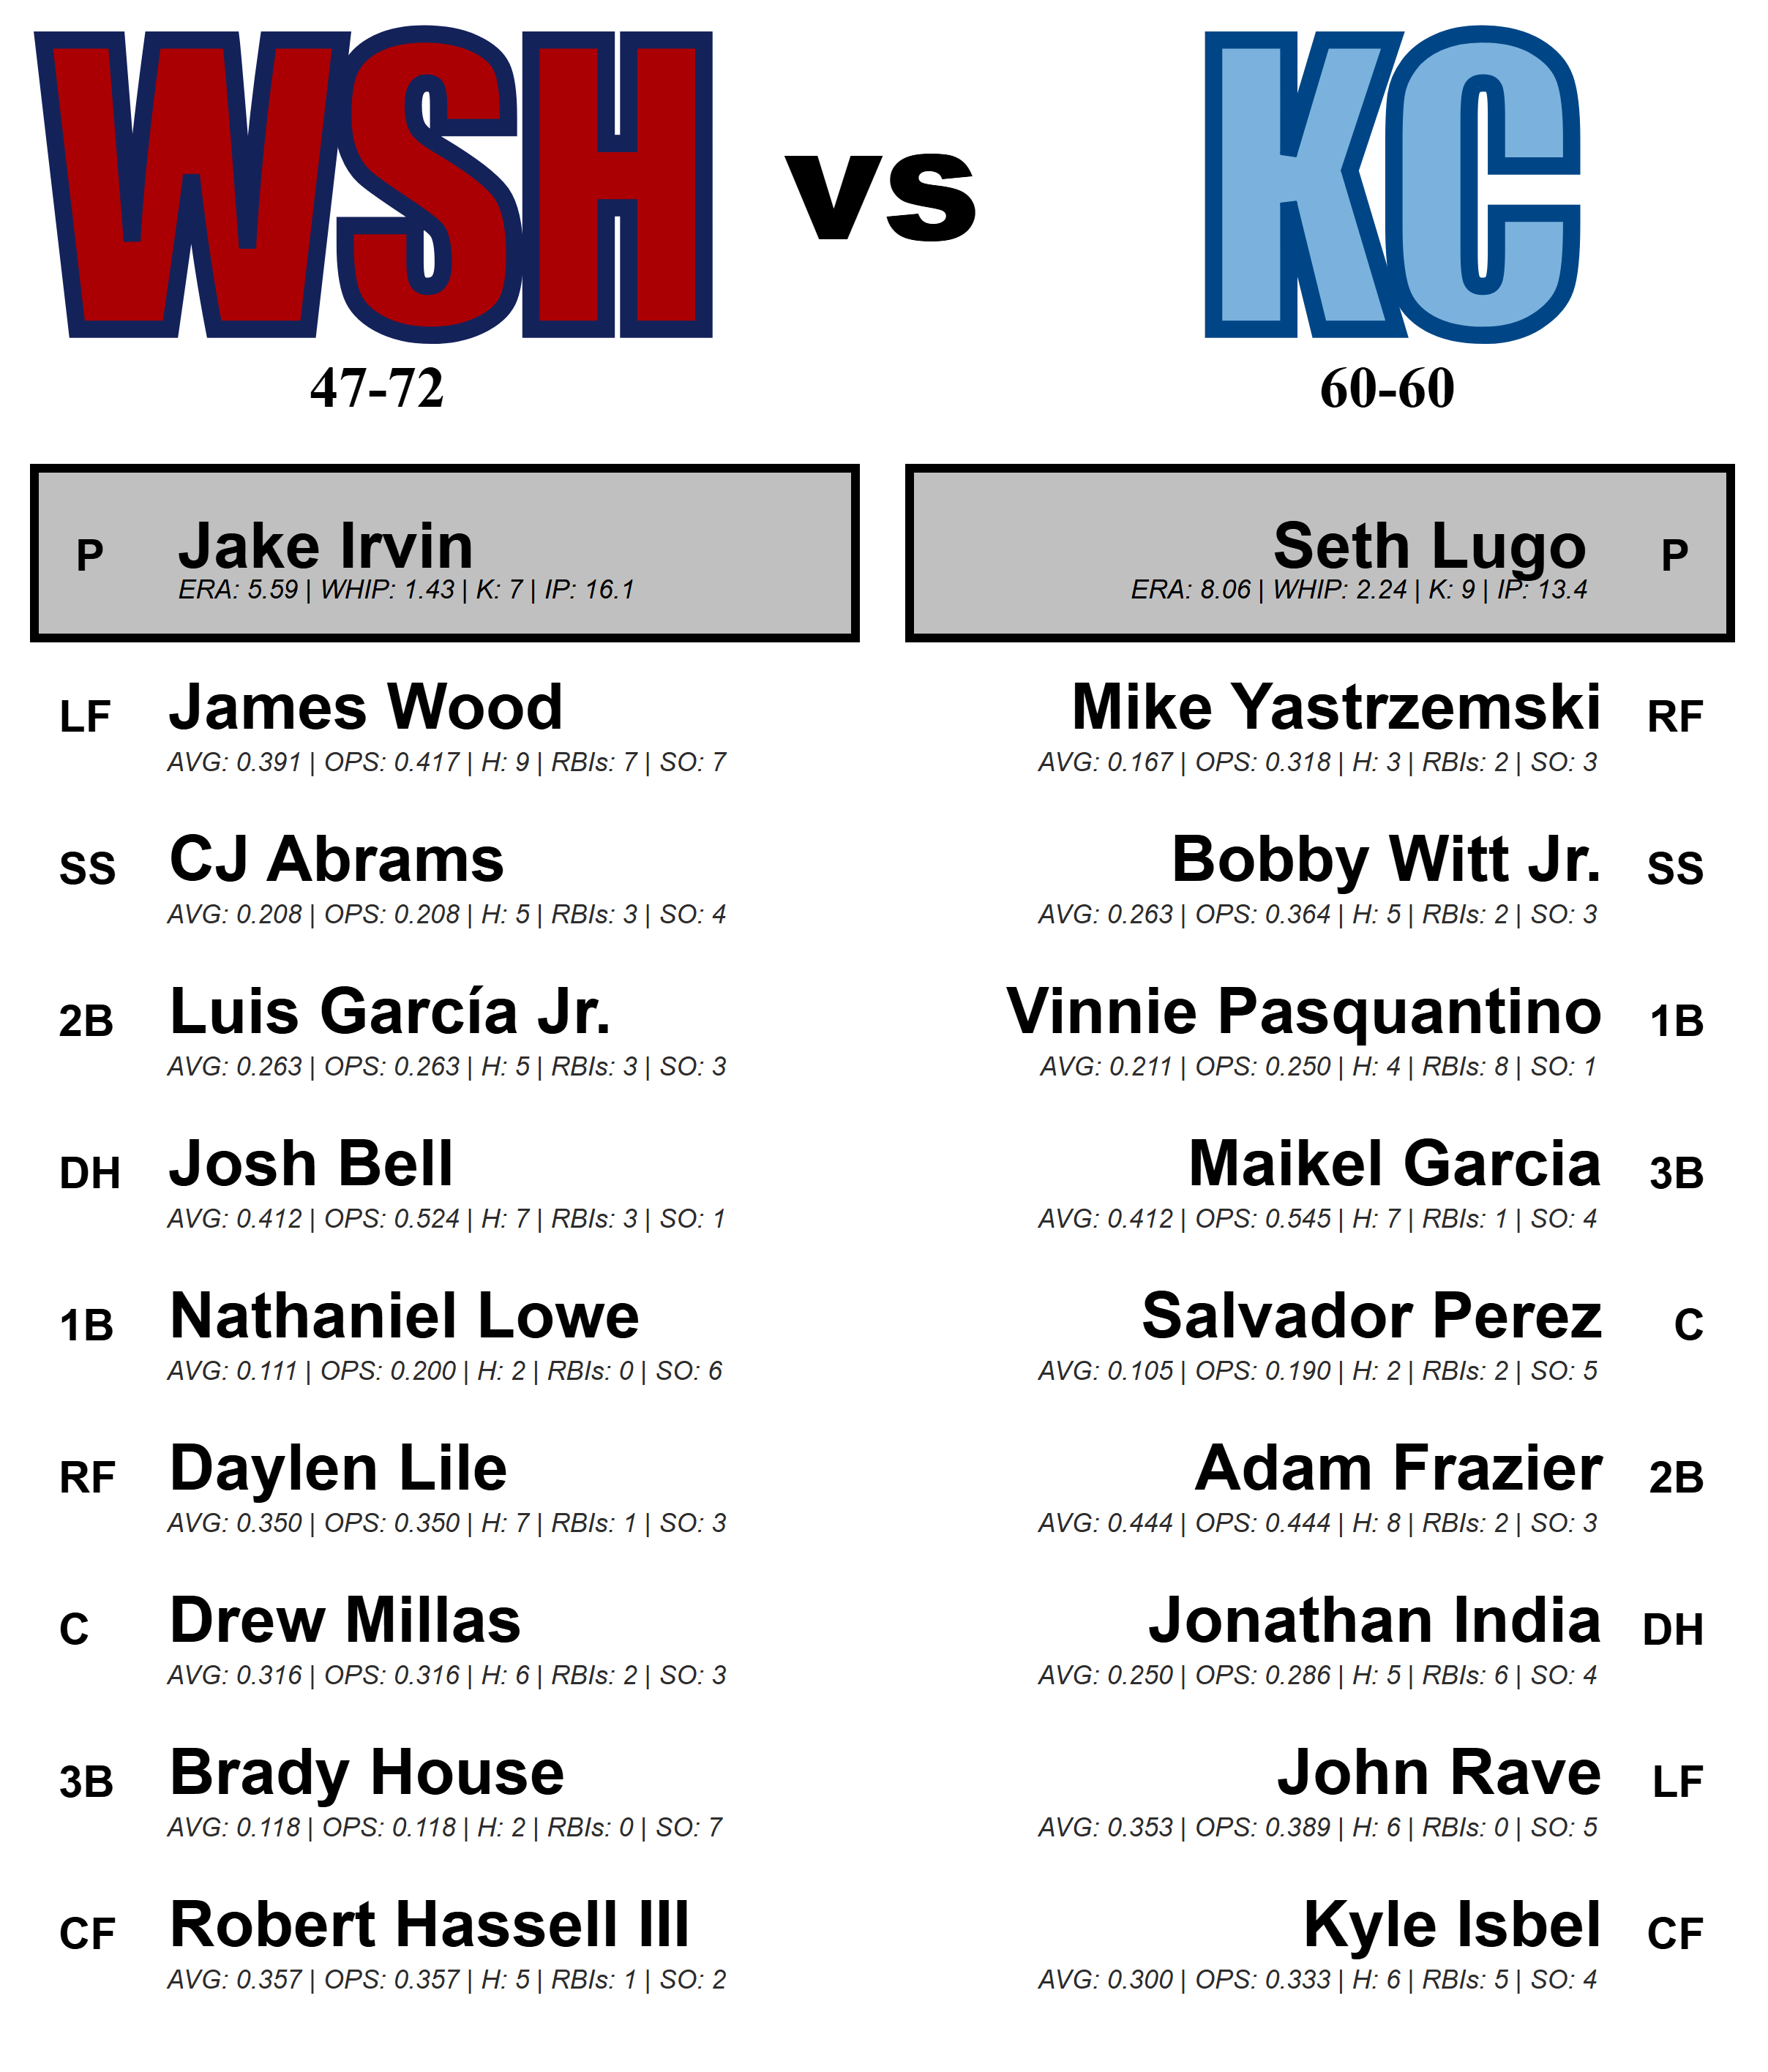 WSH vs KC
47-72
60-60
P Jake Irvin
ERA: 5.59 | WHIP: 1.43 | K: 7 | IP: 16.1
Seth Lugo P
ERA: 8.06 | WHIP: 2.24 | K: 9 | IP: 13.4
LF James Wood
AVG: 0.391 | OPS: 0.417 | H: 9 | RBIs: 7 | SO: 7
SS CJ Abrams
AVG: 0.208 | OPS: 0.208 | H: 5 | RBIs: 3 | SO: 4
2B Luis García Jr.
AVG: 0.263 | OPS: 0.263 | H: 5 | RBIs: 3 | SO: 3
DH Josh Bell
AVG: 0.412 | OPS: 0.524 | H: 7 | RBIs: 3 | SO: 1
1B Nathaniel Lowe
AVG: 0.111 | OPS: 0.200 | H: 2 | RBIs: 0 | SO: 6
RF Daylen Lile
AVG: 0.350 | OPS: 0.350 | H: 7 | RBIs: 1 | SO: 3
C Drew Millas
AVG: 0.316 | OPS: 0.316 | H: 6 | RBIs: 2 | SO: 3
3B Brady House
AVG: 0.118 | OPS: 0.118 | H: 2 | RBIs: 0 | SO: 7
CF Robert Hassell III
AVG: 0.357 | OPS: 0.357 | H: 5 | RBIs: 1 | SO: 2
Mike Yastrzemski RF
AVG: 0.167 | OPS: 0.318 | H: 3 | RBIs: 2 | SO: 3
Bobby Witt Jr. SS
AVG: 0.263 | OPS: 0.364 | H: 5 | RBIs: 2 | SO: 3
Vinnie Pasquantino 1B
AVG: 0.211 | OPS: 0.250 | H: 4 | RBIs: 8 | SO: 1
Maikel Garcia 3B
AVG: 0.412 | OPS: 0.545 | H: 7 | RBIs: 1 | SO: 4
Salvador Perez C
AVG: 0.105 | OPS: 0.190 | H: 2 | RBIs: 2 | SO: 5
Adam Frazier 2B
AVG: 0.444 | OPS: 0.444 | H: 8 | RBIs: 2 | SO: 3
Jonathan India DH
AVG: 0.250 | OPS: 0.286 | H: 5 | RBIs: 6 | SO: 4
John Rave LF
AVG: 0.353 | OPS: 0.389 | H: 6 | RBIs: 0 | SO: 5
Kyle Isbel CF
AVG: 0.300 | OPS: 0.333 | H: 6 | RBIs: 5 | SO: 4